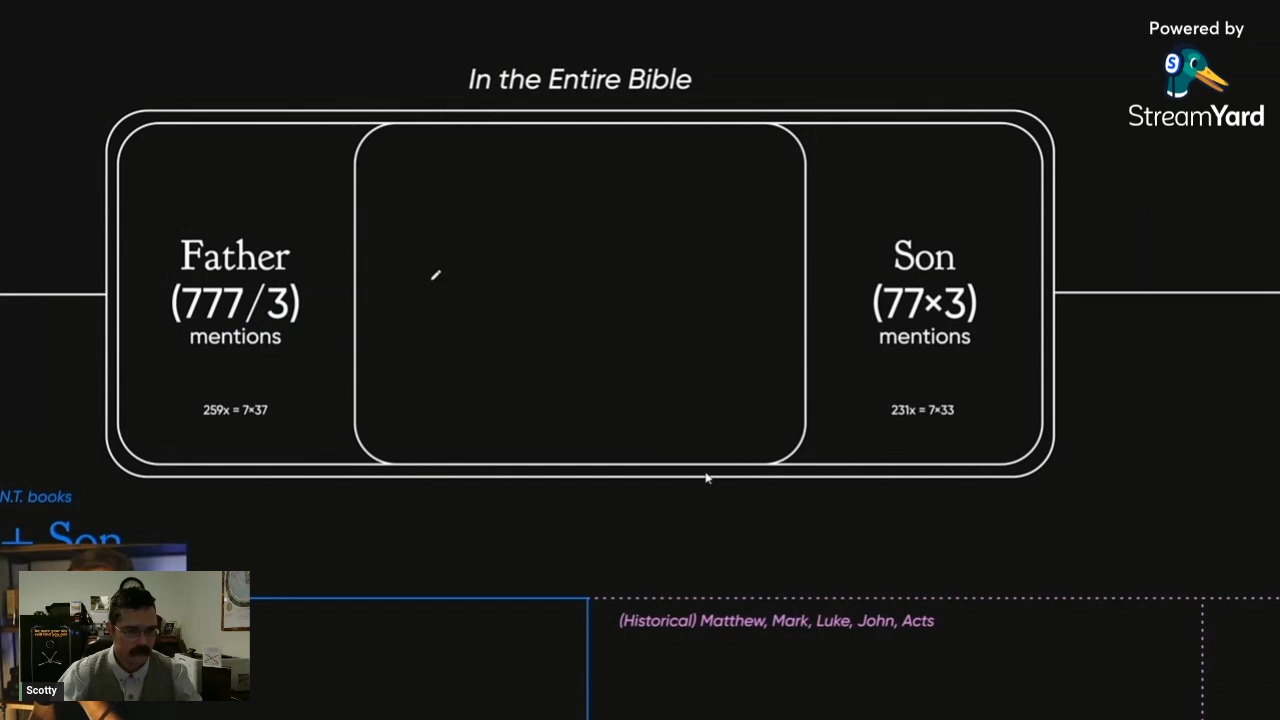 Powered by
StreamYard
In the Entire Bible
Father
(777/3)
mentions
259x = 7×37
Son
(77×3)
mentions
231x = 7×33
N.T. books
+ Son
(Historical) Matthew, Mark, Luke, John, Acts
Scotty